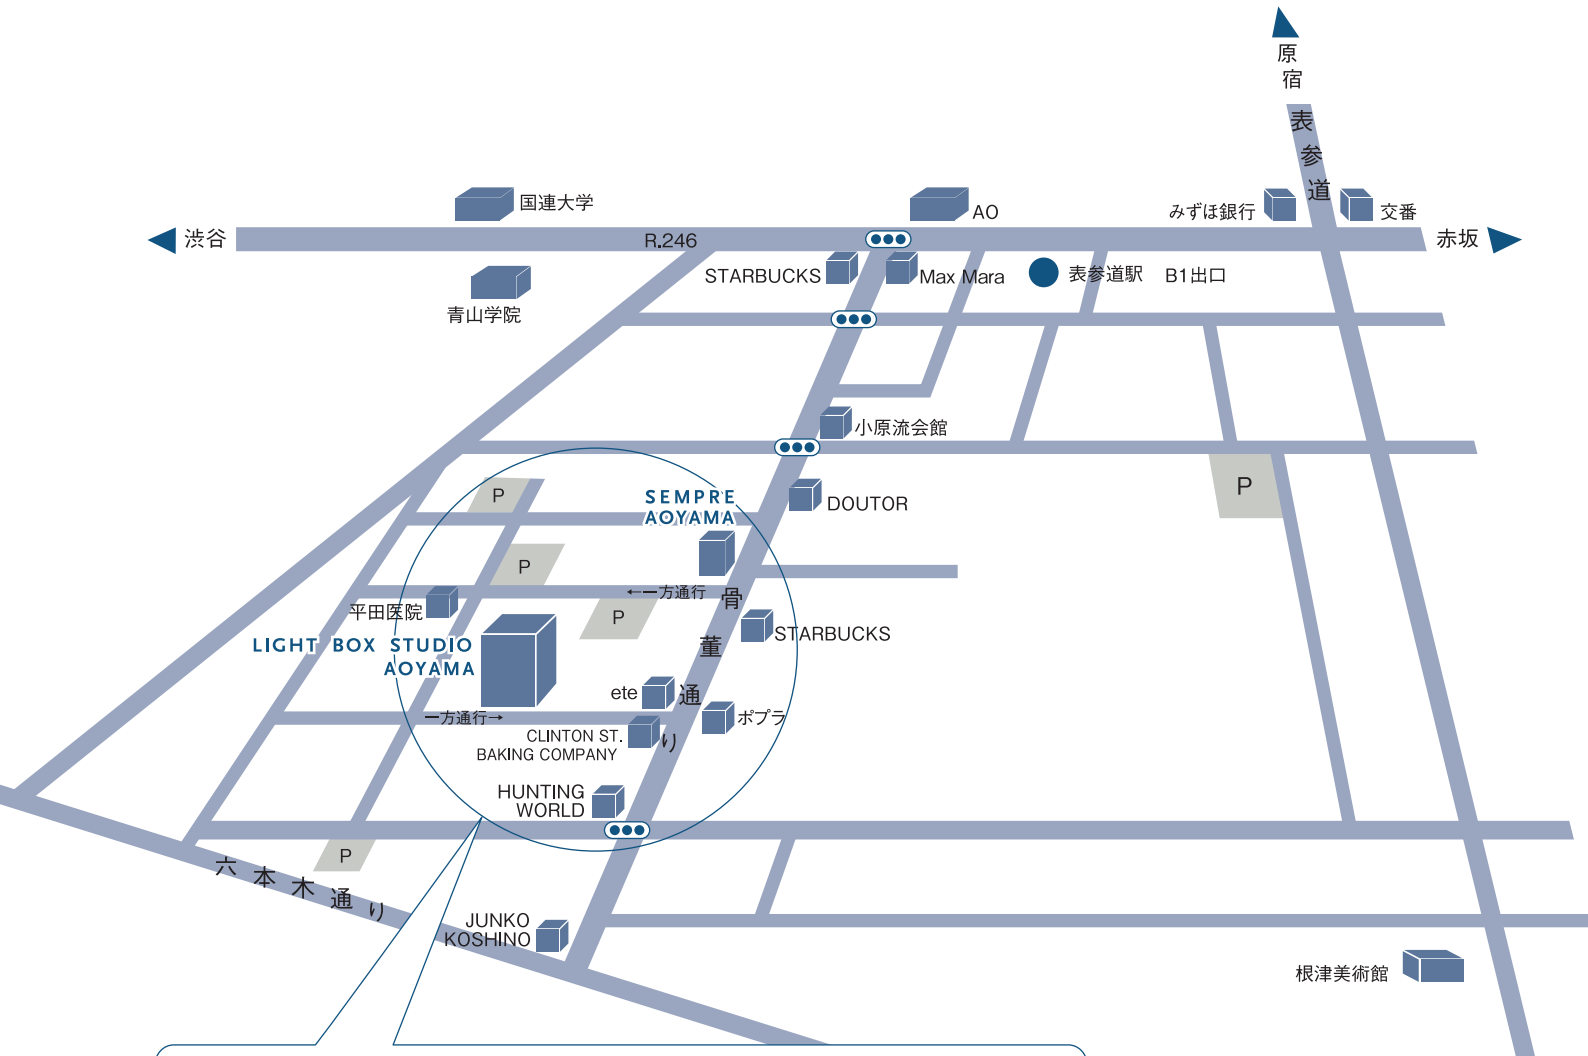 原宿
表参道
国連大学
AO
みずほ銀行
交番
渋谷
R.246
赤坂
STARBUCKS
Max Mara
表参道駅 B1出口
青山学院
小原流会館
P
P
SEMPRE
AOYAMA
DOUTOR
P
←一方通行
骨董通り
平田医院
P
STARBUCKS
LIGHT BOX STUDIO
AOYAMA
ete
一方通行→
ポプラ
CLINTON ST.
BAKING COMPANY
HUNTING
WORLD
P
六本木通り
JUNKO
KOSHINO
根津美術館